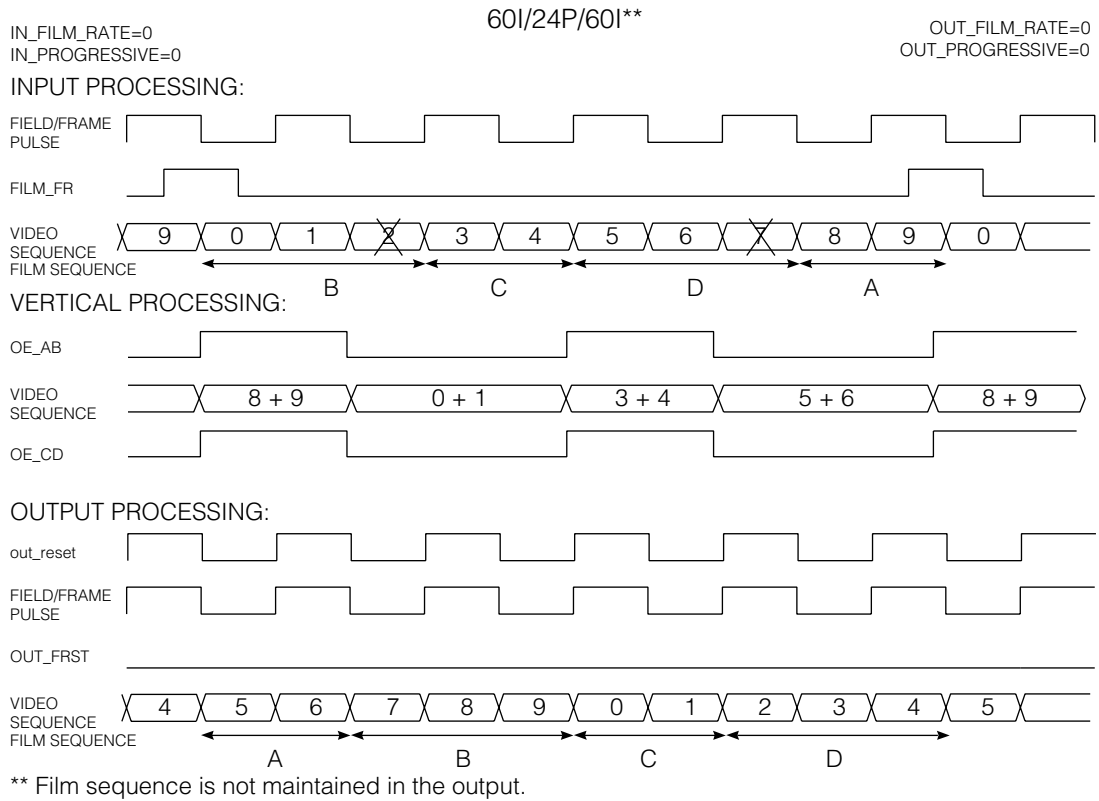 60I/24P/60I**
IN_FILM_RATE=0
IN_PROGRESSIVE=0
OUT_FILM_RATE=0
OUT_PROGRESSIVE=0
INPUT PROCESSING:
FIELD/FRAME
PULSE
FILM_FR
VIDEO
SEQUENCE
9 0 1 2 3 4 5 6 7 8 9 0
FILM SEQUENCE
B C D A
VERTICAL PROCESSING:
OE_AB
VIDEO
SEQUENCE
8 + 9 0 + 1 3 + 4 5 + 6 8 + 9
OE_CD
OUTPUT PROCESSING:
out_reset
FIELD/FRAME
PULSE
OUT_FRST
VIDEO
SEQUENCE
4 5 6 7 8 9 0 1 2 3 4 5
FILM SEQUENCE
A B C D
** Film sequence is not maintained in the output.